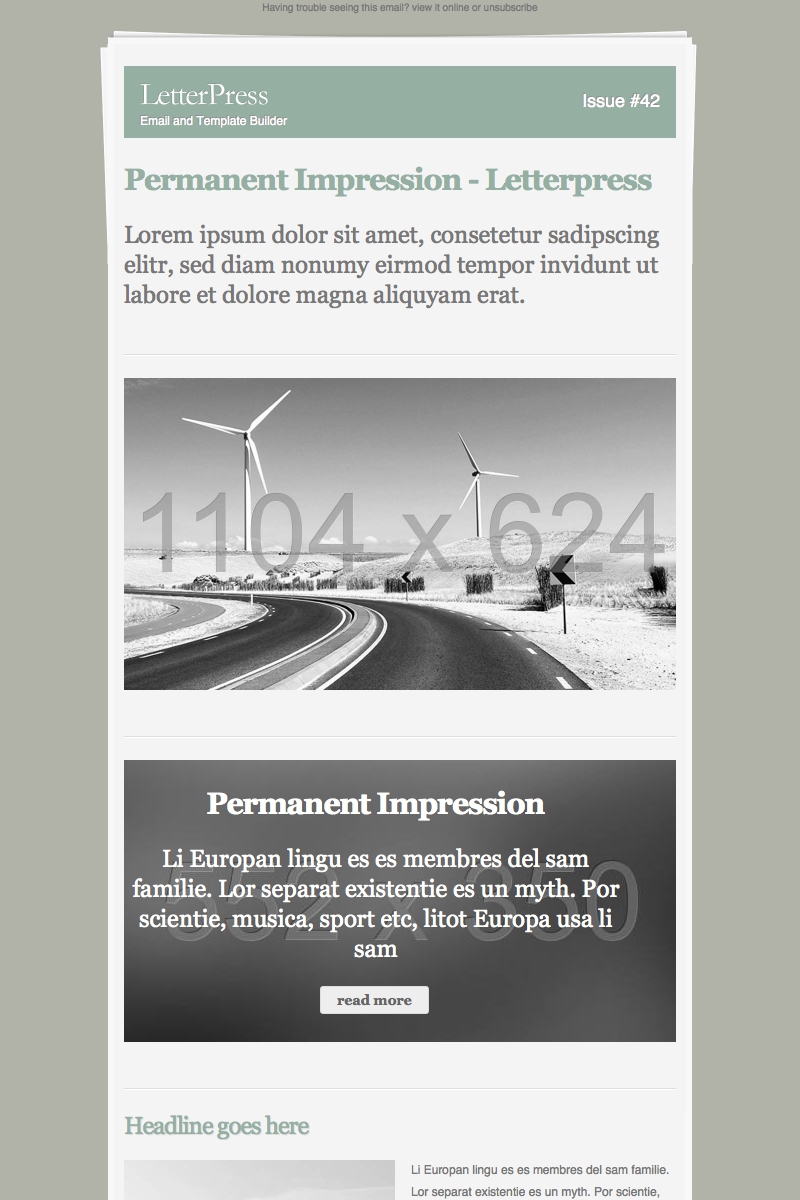 Having trouble seeing this email? view it online or unsubscribe
LetterPress
Email and Template Builder
Issue #42
Permanent Impression - Letterpress
Lorem ipsum dolor sit amet, consetetur sadipscing
elitr, sed diam nonumy eirmod tempor invidunt ut
labore et dolore magna aliquyam erat.
1104 x 624
Permanent Impression
552 x 350
Li Europan lingu es es membres del sam
familie. Lor separat existentie es un myth. Por
scientie, musica, sport etc, litot Europa usa li
sam
read more
Headline goes here
Li Europan lingu es es membres del sam familie.
Lor separat existentie es un myth. Por scientie,